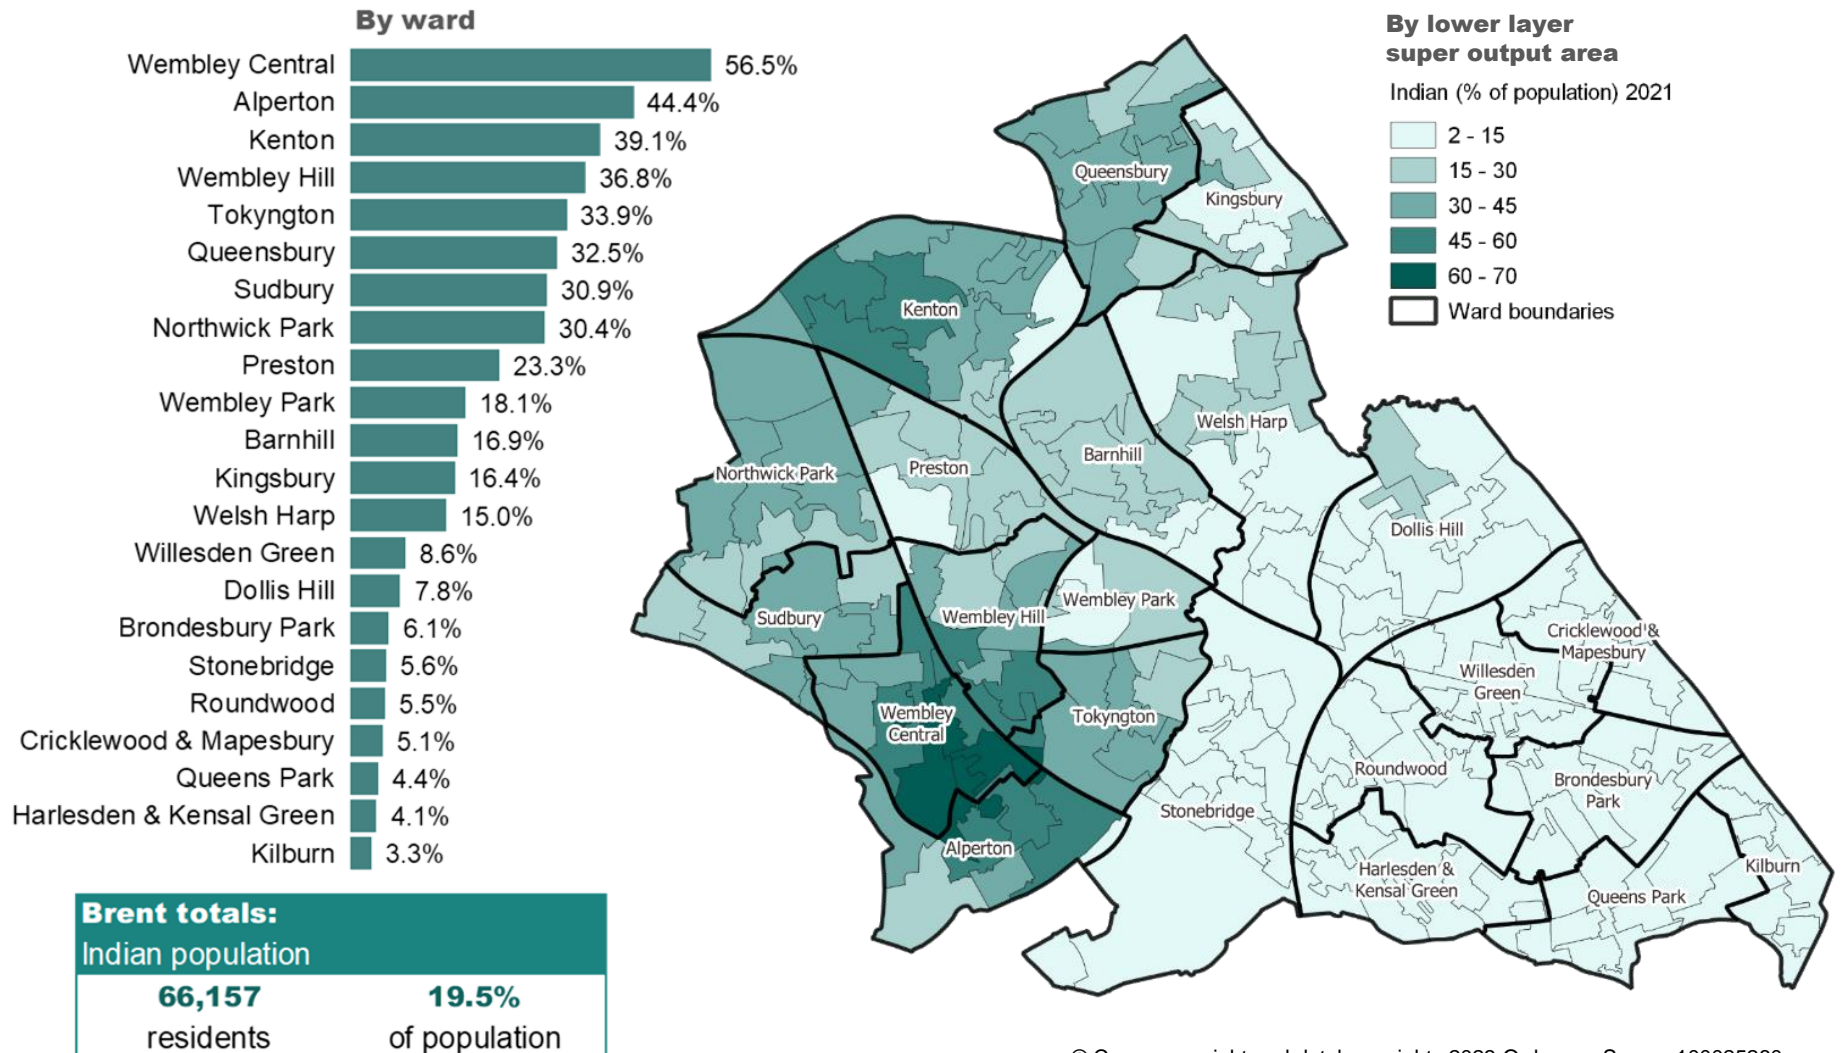 By ward
Wembley Central 56.5%
Alperton 44.4%
Kenton 39.1%
Wembley Hill 36.8%
Tokyngton 33.9%
Queensbury 32.5%
Sudbury 30.9%
Northwick Park 30.4%
Preston 23.3%
Wembley Park 18.1%
Barnhill 16.9%
Kingsbury 16.4%
Welsh Harp 15.0%
Willesden Green 8.6%
Dollis Hill 7.8%
Brondesbury Park 6.1%
Stonebridge 5.6%
Roundwood 5.5%
Cricklewood & Mapesbury 5.1%
Queens Park 4.4%
Harlesden & Kensal Green 4.1%
Kilburn 3.3%
Brent totals:
Indian population
66,157 19.5%
residents of population
By lower layer
super output area
Indian (% of population) 2021
2 - 15
15 - 30
30 - 45
45 - 60
60 - 70
Ward boundaries
Queensbury
Kingsbury
Kenton
Welsh Harp
Barnhill
Preston
Northwick Park
Dollis Hill
Wembley Park
Wembley Hill
Sudbury
Cricklewood &
Mapesbury
Willesden
Green
Wembley
Central
Tokyngton
Roundwood
Brondesbury
Park
Stonebridge
Alperton
Harlesden &
Kensal Green
Kilburn
Queens Park